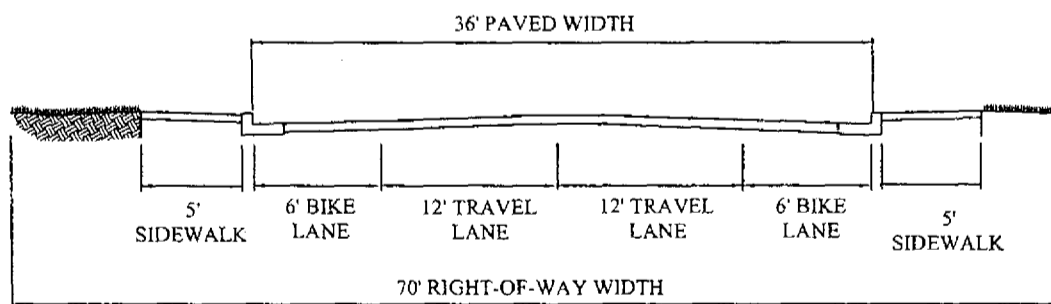 36' PAVED WIDTH
5'
SIDEWALK
6' BIKE
LANE
12' TRAVEL
LANE
12' TRAVEL
LANE
6' BIKE
LANE
5'
SIDEWALK
70' RIGHT-OF-WAY WIDTH